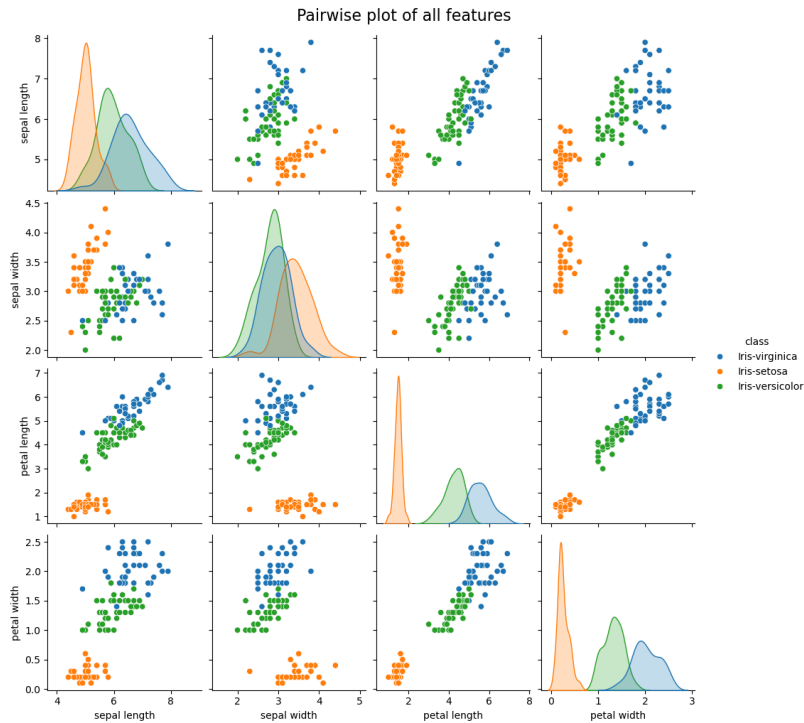 Pairwise plot of all features
8
7
6
5
sepal length
4.5
4.0
3.5
3.0
2.5
2.0
sepal width
class
Iris-virginica
Iris-setosa
Iris-versicolor
7
6
5
4
3
2
1
petal length
2.5
2.0
1.5
1.0
0.5
0.0
petal width
4 6 8
2 3 4 5
0 2 4 6 8
0 1 2 3
sepal length sepal width petal length petal width